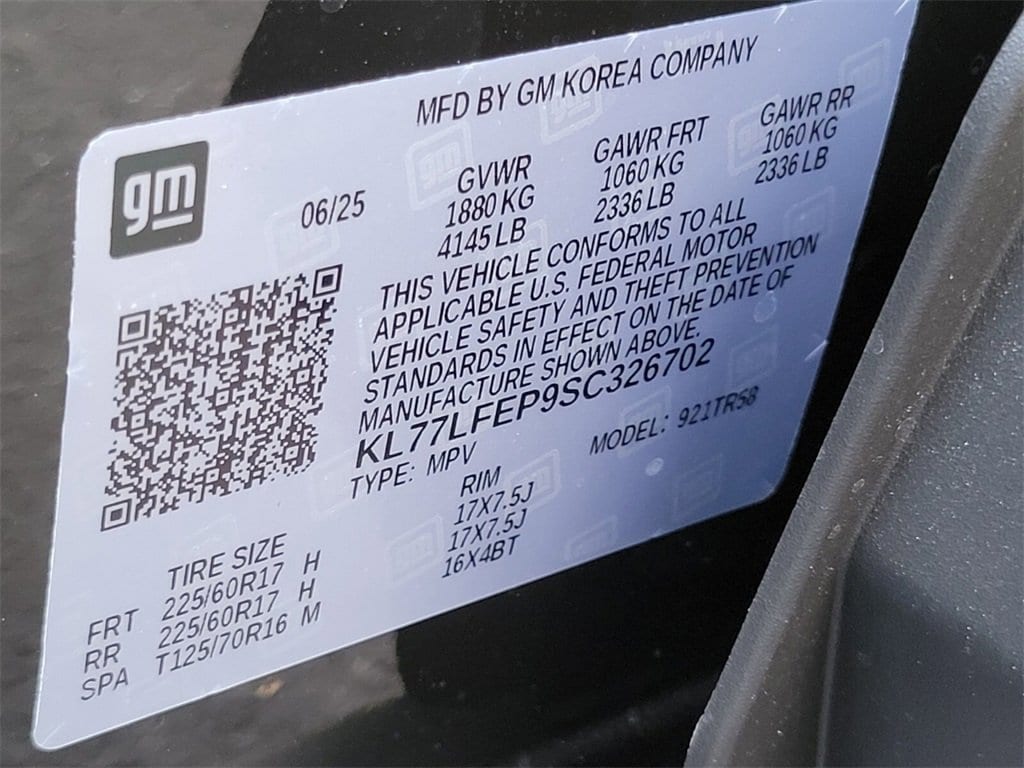 MFD BY GM KOREA COMPANY
gm
06/25
GVWR GAWR FRT GAWR RR
1880 KG 1060 KG 1060 KG
4145 LB 2336 LB 2336 LB
THIS VEHICLE CONFORMS TO ALL
APPLICABLE U.S. FEDERAL MOTOR
VEHICLE SAFETY AND THEFT PREVENTION
STANDARDS IN EFFECT ON THE DATE OF
MANUFACTURE SHOWN ABOVE.
KL77LFEP9SC326702
TYPE: MPV MODEL: 921TR58
TIRE SIZE RIM
FRT 225/60R17 H 17X7.5J
RR 225/60R17 H 17X7.5J
SPA T125/70R16 M 16X4BT